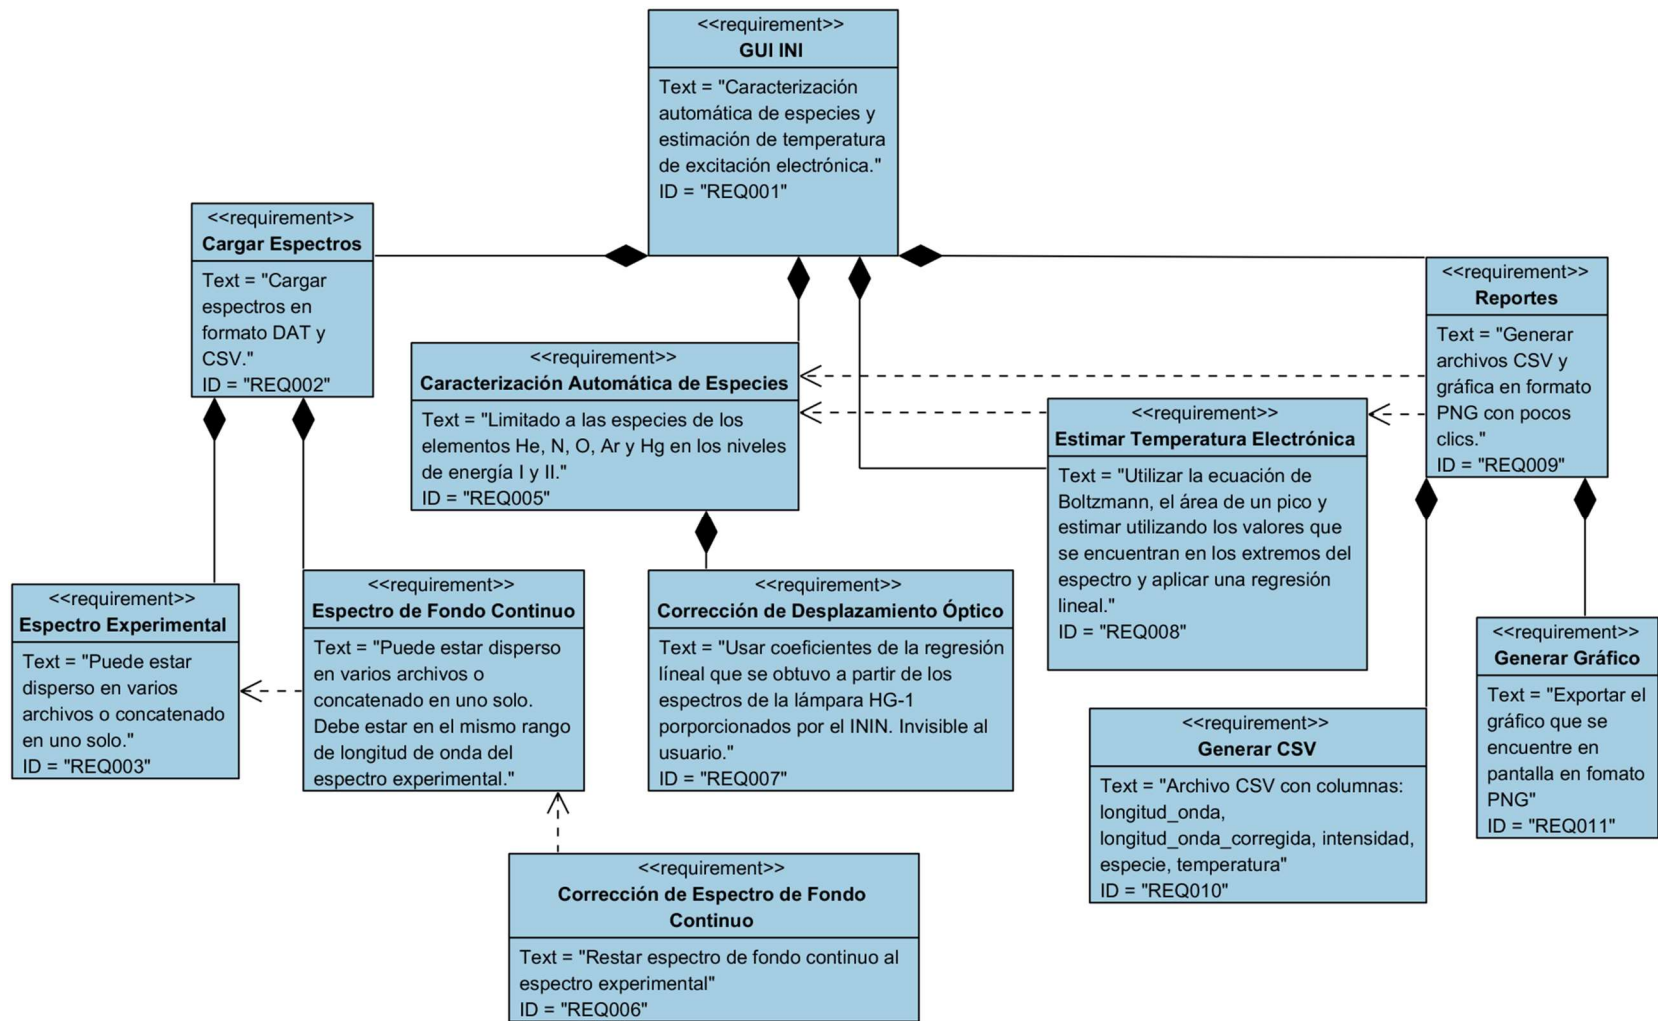 <<requirement>>
GUI INI
Text = "Caracterización
automática de especies y
estimación de temperatura
de excitación electrónica."
ID = "REQ001"
<<requirement>>
Cargar Espectros
Text = "Cargar
espectros en
formato DAT y
CSV."
ID = "REQ002"
<<requirement>>
Reportes
Text = "Generar
archivos CSV y
gráfica en formato
PNG con pocos
clics."
ID = "REQ009"
<<requirement>>
Caracterización Automática de Especies
Text = "Limitado a las especies de los
elementos He, N, O, Ar y Hg en los niveles
de energía I y II."
ID = "REQ005"
<<requirement>>
Estimar Temperatura Electrónica
Text = "Utilizar la ecuación de
Boltzmann, el área de un pico y
estimar utilizando los valores que
se encuentran en los extremos del
espectro y aplicar una regresión
lineal."
ID = "REQ008"
<<requirement>>
Espectro Experimental
Text = "Puede estar
disperso en varios
archivos o concatenado
en uno solo."
ID = "REQ003"
<<requirement>>
Espectro de Fondo Continuo
Text = "Puede estar disperso
en varios archivos o
concatenado en uno solo.
Debe estar en el mismo rango
de longitud de onda del
espectro experimental."
<<requirement>>
Corrección de Desplazamiento Óptico
Text = "Usar coeficientes de la regresión
líneal que se obtuvo a partir de los
espectros de la lámpara HG-1
porporcionados por el ININ. Invisible al
usuario."
ID = "REQ007"
<<requirement>>
Generar Gráfico
Text = "Exportar el
gráfico que se
encuentre en
pantalla en fomato
PNG"
ID = "REQ011"
<<requirement>>
Generar CSV
Text = "Archivo CSV con columnas:
longitud_onda,
longitud_onda_corregida, intensidad,
especie, temperatura"
ID = "REQ010"
<<requirement>>
Corrección de Espectro de Fondo
Continuo
Text = "Restar espectro de fondo continuo al
espectro experimental"
ID = "REQ006"